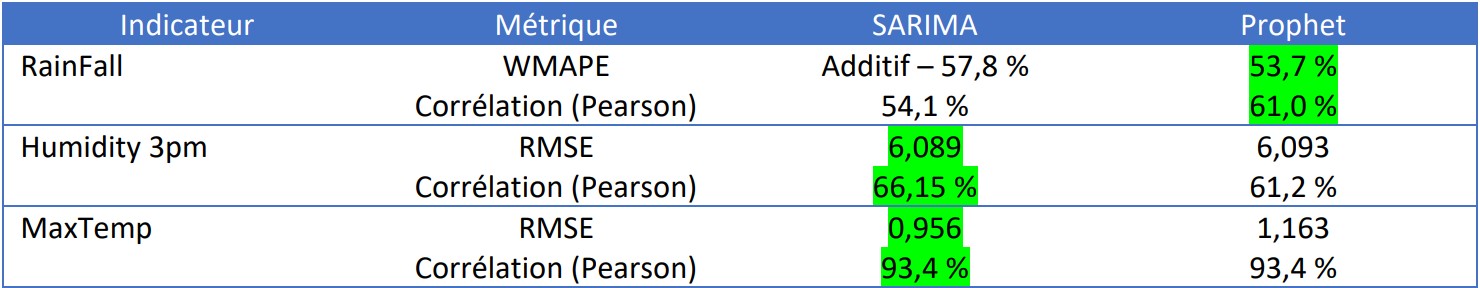 Indicateur Métrique SARIMA Prophet
RainFall WMAPE Additif – 57,8 % 53,7 %
Corrélation (Pearson) 54,1 % 61,0 %
Humidity 3pm RMSE 6,089 6,093
Corrélation (Pearson) 66,15 % 61,2 %
MaxTemp RMSE 0,956 1,163
Corrélation (Pearson) 93,4 % 93,4 %